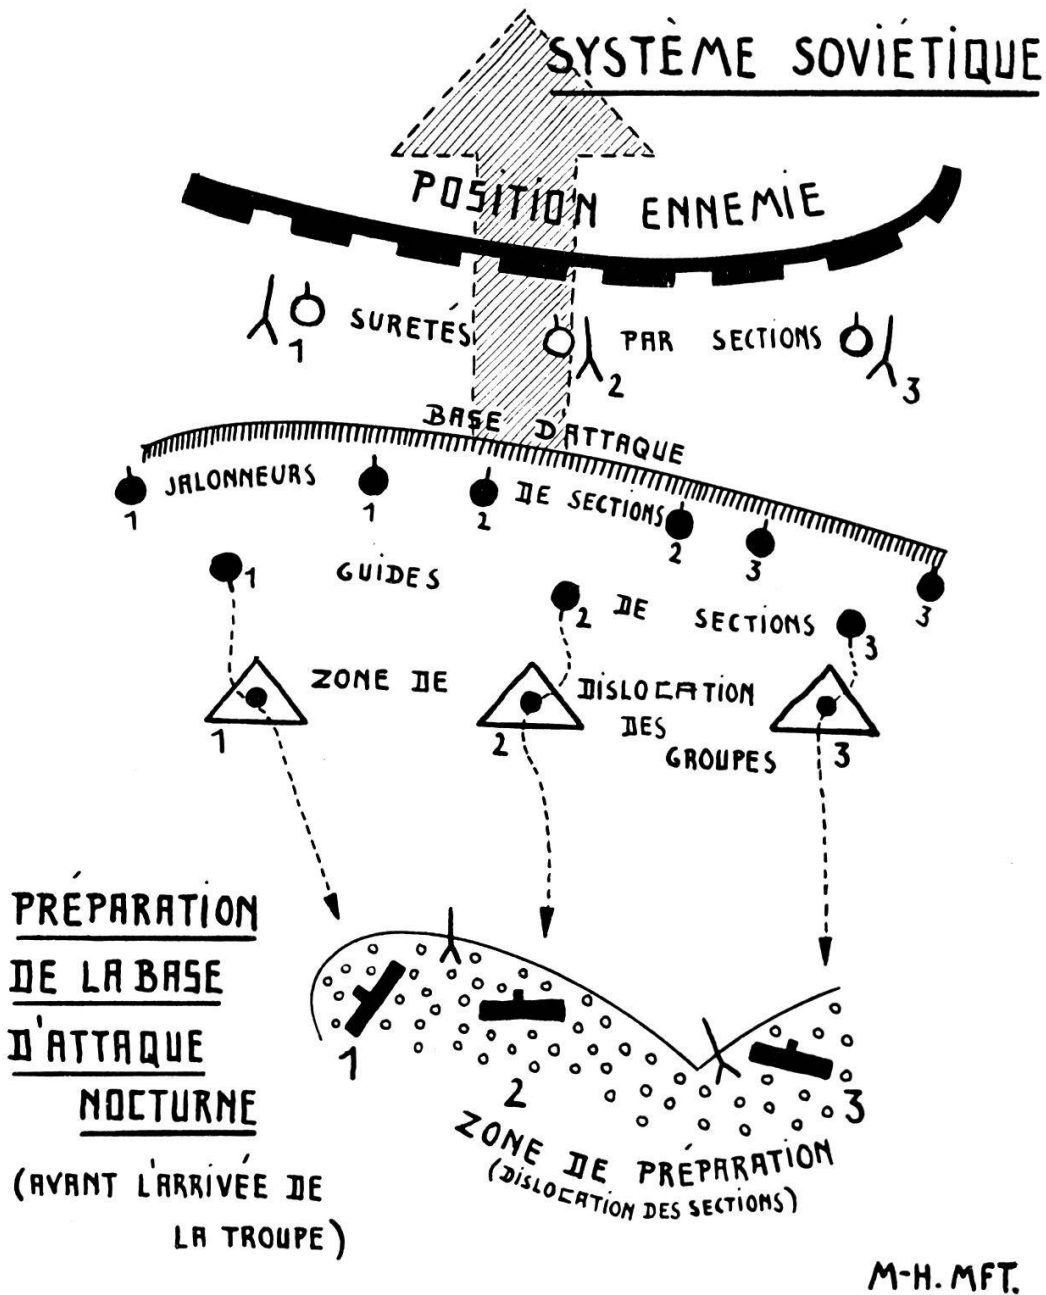 SYSTÈME SOVIÉTIQUE
POSITION ENNEMIE
SURETÉS PAR SECTIONS
1 2 3
BASE D'ATTAQUE
JALONNEURS DE SECTIONS
1 1 2 2 3 3
GUIDES DE SECTIONS
1 2 3
ZONE DE DISLOCATION
DES
GROUPES
1 2 3
PRÉPARATION
DE LA BASE
D'ATTAQUE
NOCTURNE
(AVANT L'ARRIVÉE DE
LA TROUPE)
1 2 3
ZONE DE PRÉPARATION
(DISLOCATION DES SECTIONS)
M-H. MFT.